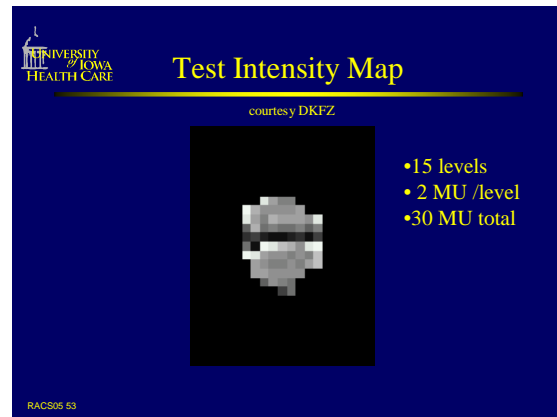 UNIVERSITY
of IOWA
HEALTH CARE
Test Intensity Map
courtesy DKFZ
•15 levels
• 2 MU /level
•30 MU total
RACS05 53